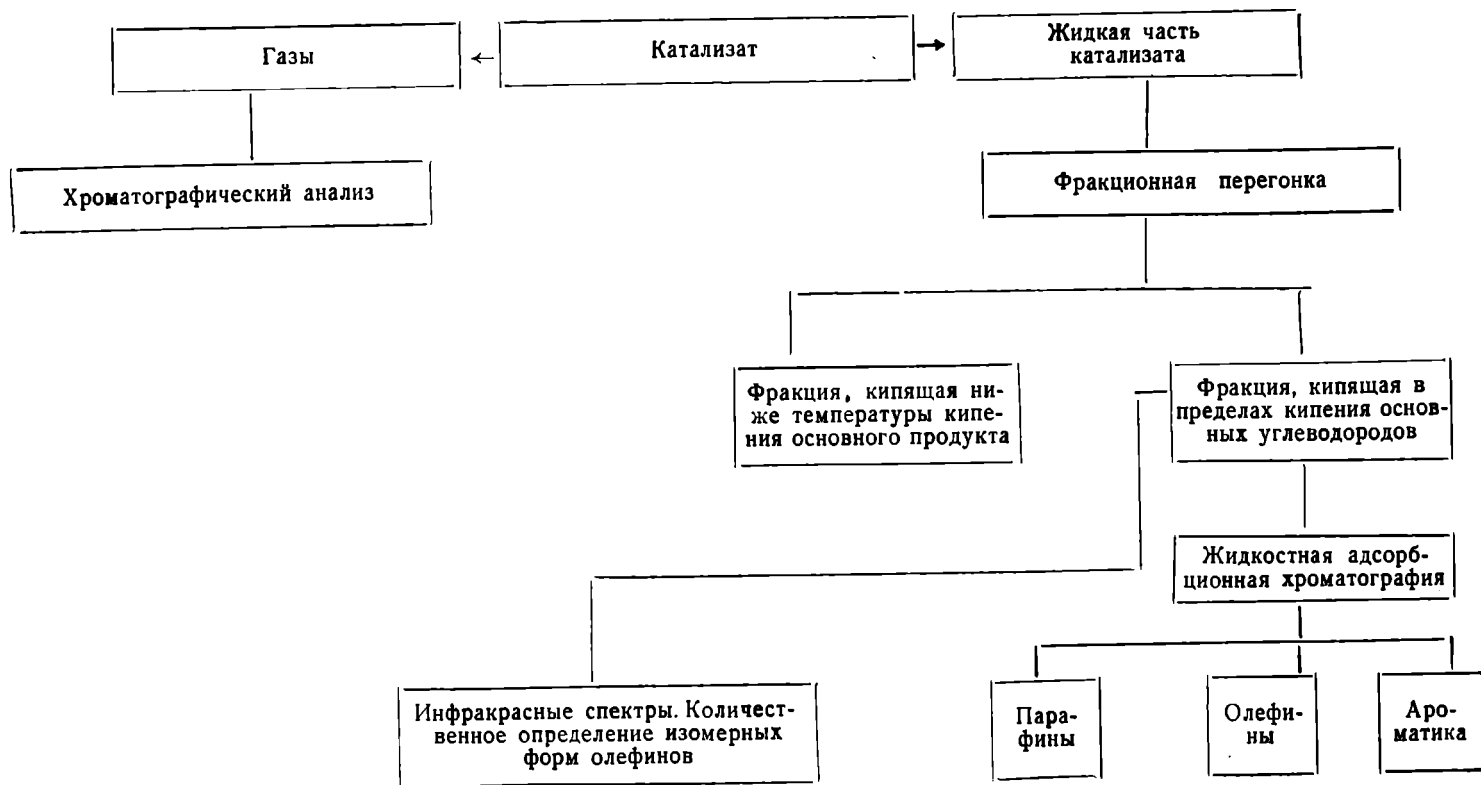 Газы
Катализат
Жидкая часть
катализата
Хроматографический анализ
Фракционная перегонка
Фракция, кипящая ни-
же температуры кипе-
ния основного продукта
Фракция, кипящая в
пределах кипения основ-
ных углеводородов
Жидкостная адсорб-
ционная хроматография
Инфракрасные спектры. Количест-
венное определение изомерных
форм олефинов
Пара-
фины
Олефи-
ны
Аро-
матика